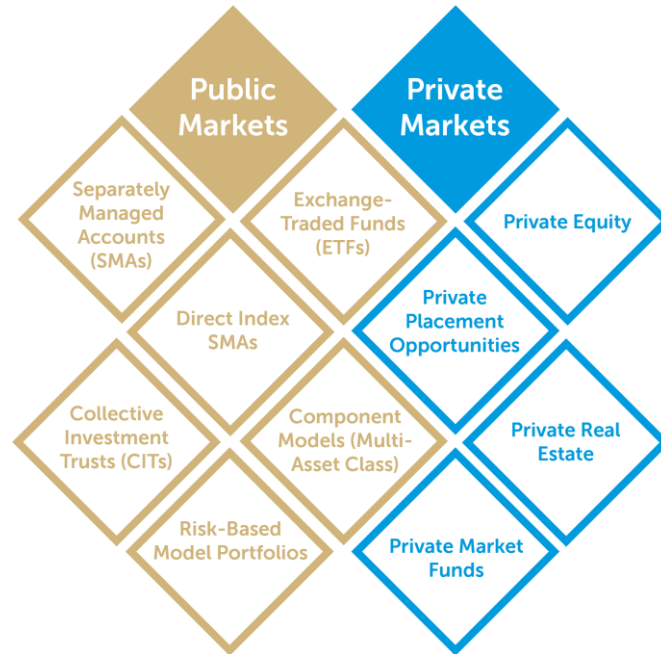 Public
Markets
Private
Markets
Separately
Managed
Accounts
(SMAs)
Exchange-
Traded Funds
(ETFs)
Private Equity
Direct Index
SMAs
Private
Placement
Opportunities
Collective
Investment
Trusts (CITs)
Component
Models (Multi-
Asset Class)
Private Real
Estate
Risk-Based
Model Portfolios
Private Market
Funds